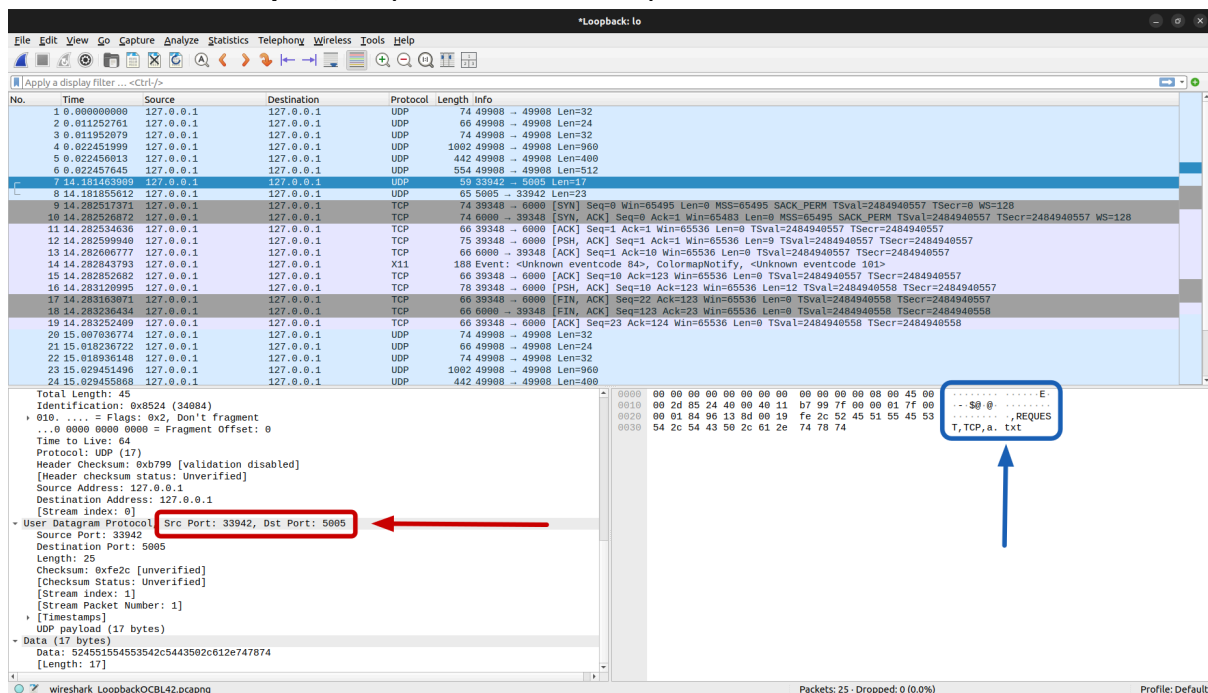 *Loopback: lo
File Edit View Go Capture Analyze Statistics Telephony Wireless Tools Help
Apply a display filter ... <Ctrl-/>
No. Time Source Destination Protocol Length Info
1 0.000000000 127.0.0.1 127.0.0.1 UDP 74 49908 → 49908 Len=32
2 0.011252761 127.0.0.1 127.0.0.1 UDP 66 49908 → 49908 Len=24
3 0.011952079 127.0.0.1 127.0.0.1 UDP 74 49908 → 49908 Len=32
4 0.022451999 127.0.0.1 127.0.0.1 UDP 1002 49908 → 49908 Len=960
5 0.022456013 127.0.0.1 127.0.0.1 UDP 442 49908 → 49908 Len=400
6 0.022457645 127.0.0.1 127.0.0.1 UDP 554 49908 → 49908 Len=512
7 14.181463909 127.0.0.1 127.0.0.1 UDP 59 33942 → 5005 Len=17
8 14.181855612 127.0.0.1 127.0.0.1 UDP 65 5005 → 33942 Len=23
9 14.282517371 127.0.0.1 127.0.0.1 TCP 74 39348 → 6000 [SYN] Seq=0 Win=65495 Len=0 MSS=65495 SACK_PERM TSval=2484940557 TSecr=0 WS=128
10 14.282526872 127.0.0.1 127.0.0.1 TCP 74 6000 → 39348 [SYN, ACK] Seq=0 Ack=1 Win=65483 Len=0 MSS=65495 SACK_PERM TSval=2484940557 TSecr=2484940557 WS=128
11 14.282534636 127.0.0.1 127.0.0.1 TCP 66 39348 → 6000 [ACK] Seq=1 Ack=1 Win=65536 Len=0 TSval=2484940557 TSecr=2484940557
12 14.282599940 127.0.0.1 127.0.0.1 TCP 75 39348 → 6000 [PSH, ACK] Seq=1 Ack=1 Win=65536 Len=9 TSval=2484940557 TSecr=2484940557
13 14.282606777 127.0.0.1 127.0.0.1 TCP 66 6000 → 39348 [ACK] Seq=1 Ack=10 Win=65536 Len=0 TSval=2484940557 TSecr=2484940557
14 14.282843793 127.0.0.1 127.0.0.1 X11 188 Event: <Unknown eventcode 84>, ColormapNotify, <Unknown eventcode 101>
15 14.282852682 127.0.0.1 127.0.0.1 TCP 66 39348 → 6000 [ACK] Seq=10 Ack=123 Win=65536 Len=0 TSval=2484940557 TSecr=2484940557
16 14.283120995 127.0.0.1 127.0.0.1 TCP 78 39348 → 6000 [PSH, ACK] Seq=10 Ack=123 Win=65536 Len=12 TSval=2484940558 TSecr=2484940557
17 14.283163071 127.0.0.1 127.0.0.1 TCP 66 39348 → 6000 [FIN, ACK] Seq=22 Ack=123 Win=65536 Len=0 TSval=2484940558 TSecr=2484940557
18 14.283236434 127.0.0.1 127.0.0.1 TCP 66 6000 → 39348 [FIN, ACK] Seq=123 Ack=23 Win=65536 Len=0 TSval=2484940558 TSecr=2484940558
19 14.283252409 127.0.0.1 127.0.0.1 TCP 66 39348 → 6000 [ACK] Seq=23 Ack=124 Win=65536 Len=0 TSval=2484940558 TSecr=2484940558
20 15.007036774 127.0.0.1 127.0.0.1 UDP 74 49908 → 49908 Len=32
21 15.018236722 127.0.0.1 127.0.0.1 UDP 66 49908 → 49908 Len=24
22 15.018936148 127.0.0.1 127.0.0.1 UDP 74 49908 → 49908 Len=32
23 15.029451496 127.0.0.1 127.0.0.1 UDP 1002 49908 → 49908 Len=960
24 15.029455868 127.0.0.1 127.0.0.1 UDP 442 49908 → 49908 Len=400
Total Length: 45
Identification: 0x8524 (34084)
010. .... = Flags: 0x2, Don't fragment
...0 0000 0000 0000 = Fragment Offset: 0
Time to Live: 64
Protocol: UDP (17)
Header Checksum: 0xb799 [validation disabled]
[Header checksum status: Unverified]
Source Address: 127.0.0.1
Destination Address: 127.0.0.1
[Stream index: 0]
User Datagram Protocol, Src Port: 33942, Dst Port: 5005
Source Port: 33942
Destination Port: 5005
Length: 25
Checksum: 0xfe2c [unverified]
[Checksum Status: Unverified]
[Stream index: 1]
[Stream Packet Number: 1]
[Timestamps]
UDP payload (17 bytes)
Data (17 bytes)
Data: 524551554553542c5443502c612e747874
[Length: 17]
0000 00 00 00 00 00 00 00 00 00 00 00 00 08 00 45 00 ········ ······E·
0010 00 2d 85 24 40 00 40 11 b7 99 7f 00 00 01 7f 00 ·-·$@·@· ········
0020 00 01 84 96 13 8d 00 19 fe 2c 52 45 51 55 45 53 ········ ·,REQUES
0030 54 2c 54 43 50 2c 61 2e 74 78 74 T,TCP,a. txt
wireshark_LoopbackOCBL42.pcapng Packets: 25 · Dropped: 0 (0.0%) Profile: Default